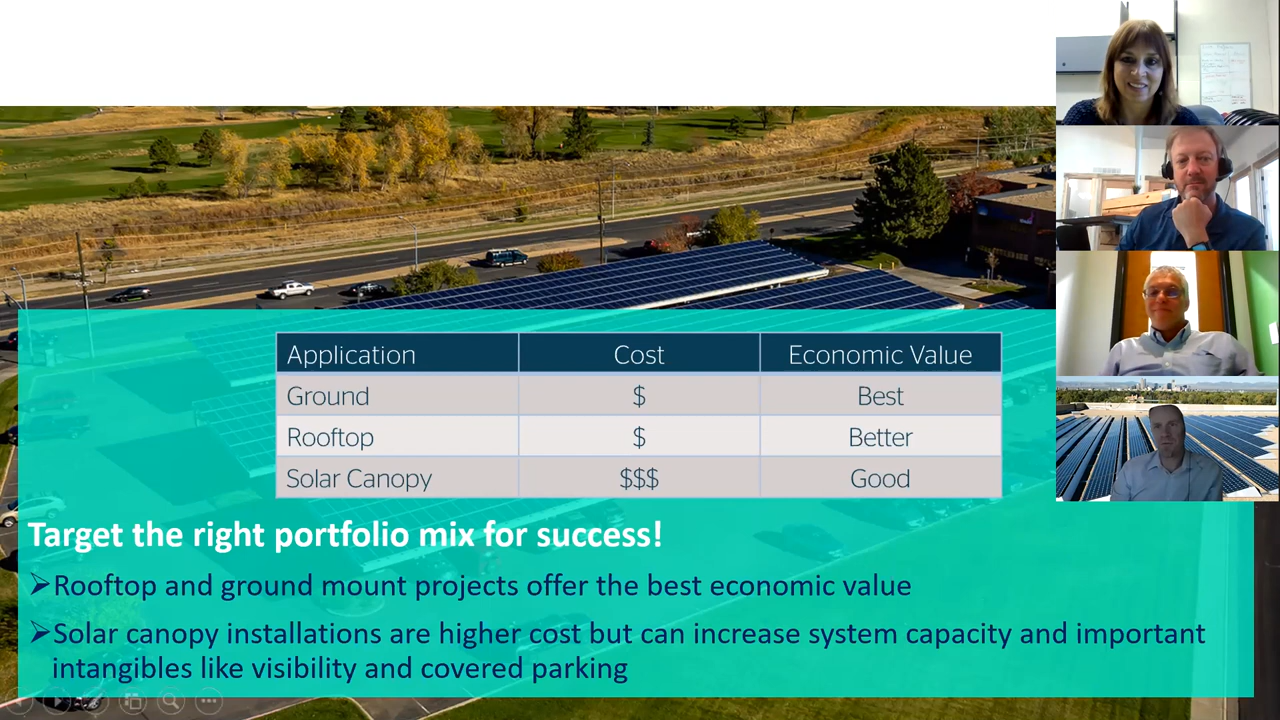 Application Cost Economic Value
Ground $ Best
Rooftop $ Better
Solar Canopy $$$ Good
Target the right portfolio mix for success!
➢Rooftop and ground mount projects offer the best economic value
➢Solar canopy installations are higher cost but can increase system capacity and important
intangibles like visibility and covered parking